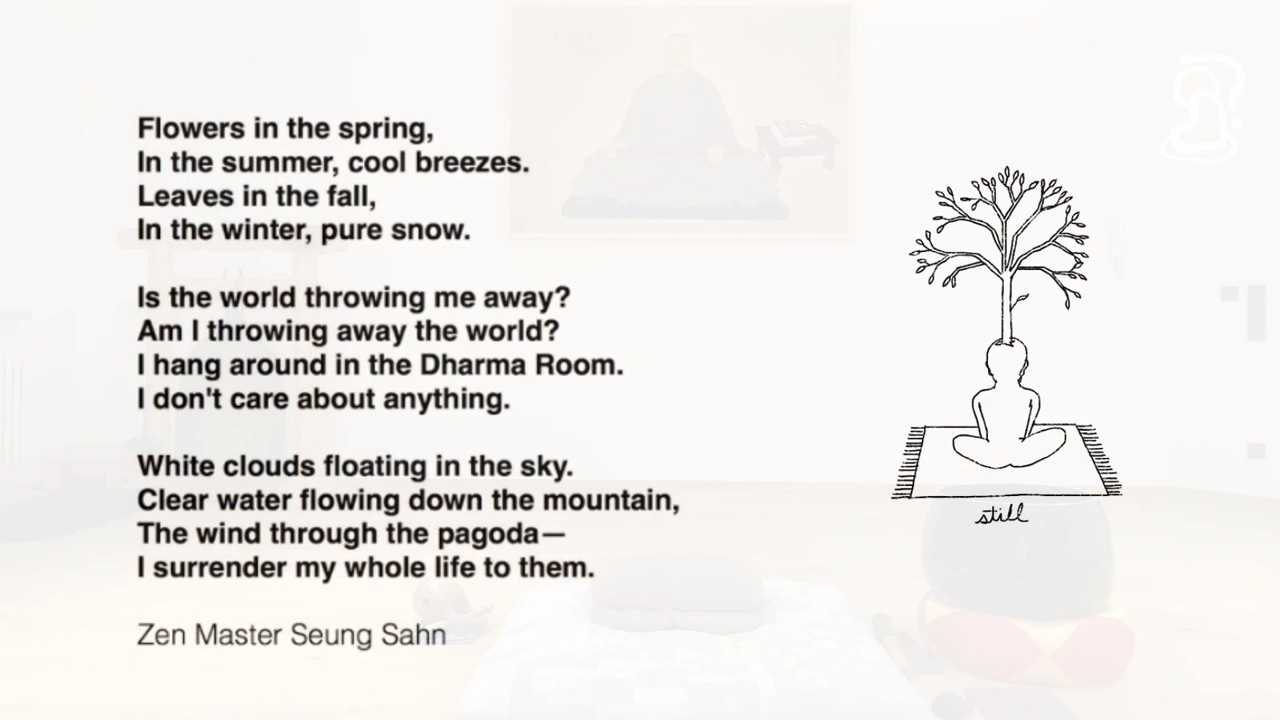 Flowers in the spring,
In the summer, cool breezes.
Leaves in the fall,
In the winter, pure snow.
Is the world throwing me away?
Am I throwing away the world?
I hang around in the Dharma Room.
I don't care about anything.
White clouds floating in the sky.
Clear water flowing down the mountain,
The wind through the pagoda—
I surrender my whole life to them.
Zen Master Seung Sahn
still